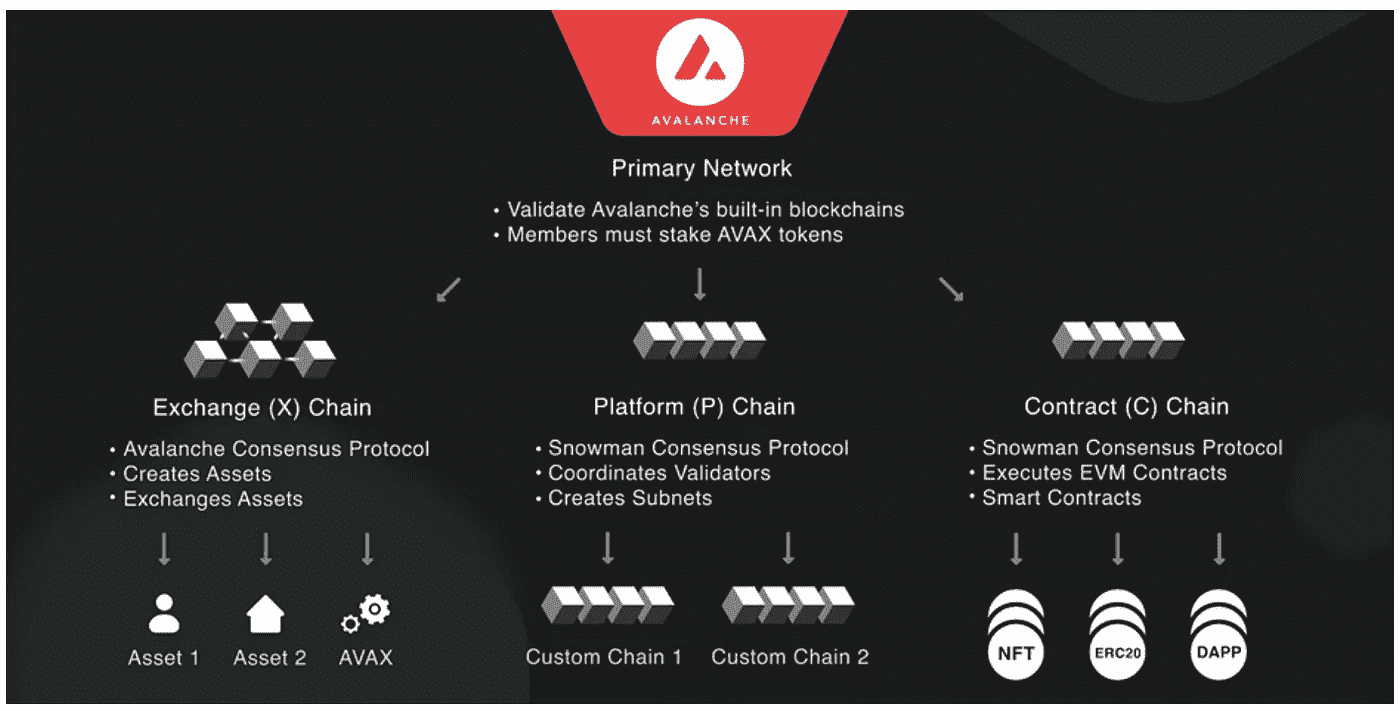 AVALANCHE
Primary Network
• Validate Avalanche's built-in blockchains
• Members must stake AVAX tokens
Exchange (X) Chain
• Avalanche Consensus Protocol
• Creates Assets
• Exchanges Assets
Asset 1
Asset 2
AVAX
Platform (P) Chain
• Snowman Consensus Protocol
• Coordinates Validators
• Creates Subnets
Custom Chain 1
Custom Chain 2
Contract (C) Chain
• Snowman Consensus Protocol
• Executes EVM Contracts
• Smart Contracts
NFT
ERC20
DAPP